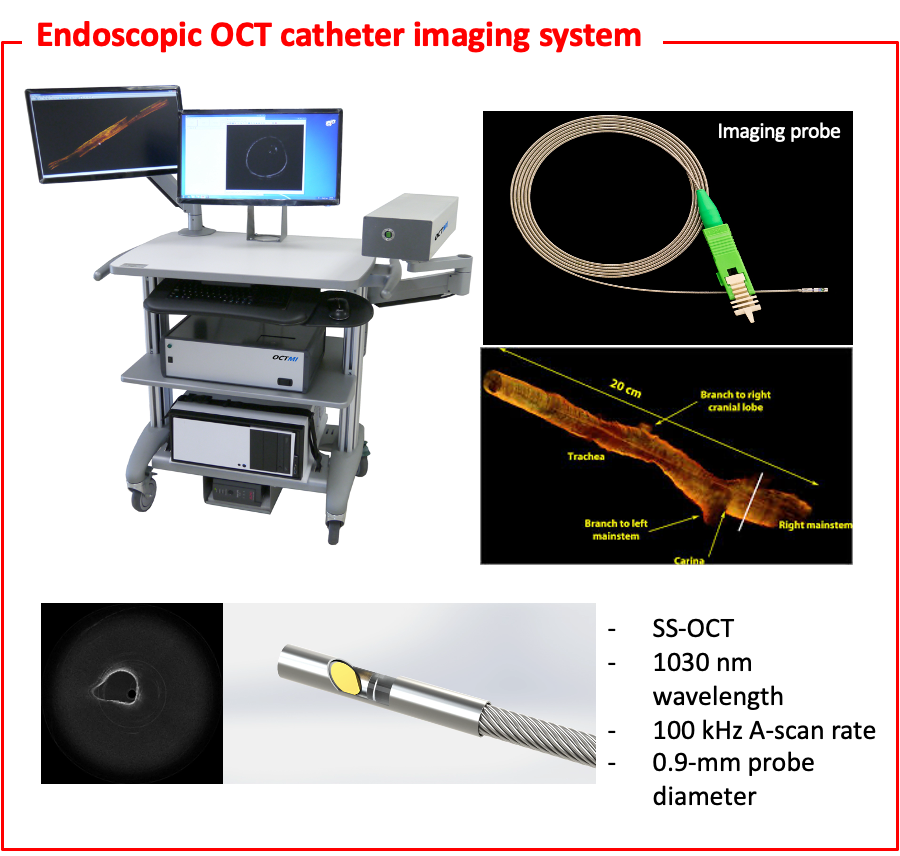 Endoscopic OCT catheter imaging system
OCTMI
OCTMI
Imaging probe
20 cm
Branch to right
cranial lobe
Trachea
Branch to left
mainstem
Right mainstem
Carina
- SS-OCT
- 1030 nm
wavelength
- 100 kHz A-scan rate
- 0.9-mm probe
diameter